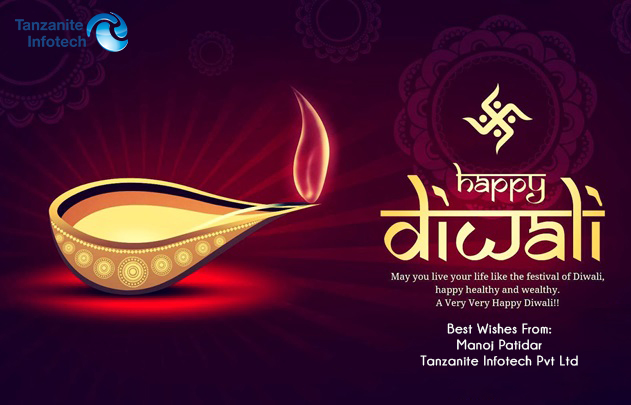 Tanzanite
Infotech
happy
diwali
May you live your life like the festival of Diwali,
happy healthy and wealthy.
A Very Very Happy Diwali!!
Best Wishes From:
Manoj Patidar
Tanzanite Infotech Pvt Ltd